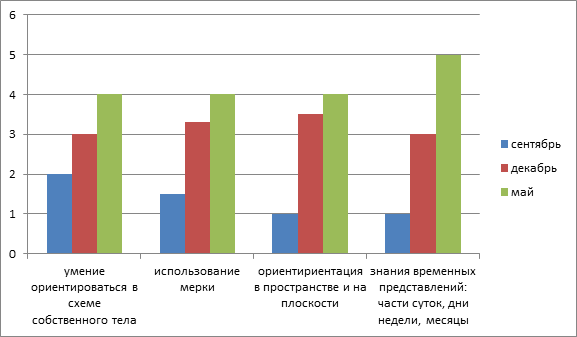 6
5
4
3
2
1
0
умение ориентироваться в схеме собственного тела
использование мерки
ориентириентация в пространстве и на плоскости
знания временных представлений: части суток, дни недели, месяцы
сентябрь
декабрь
май